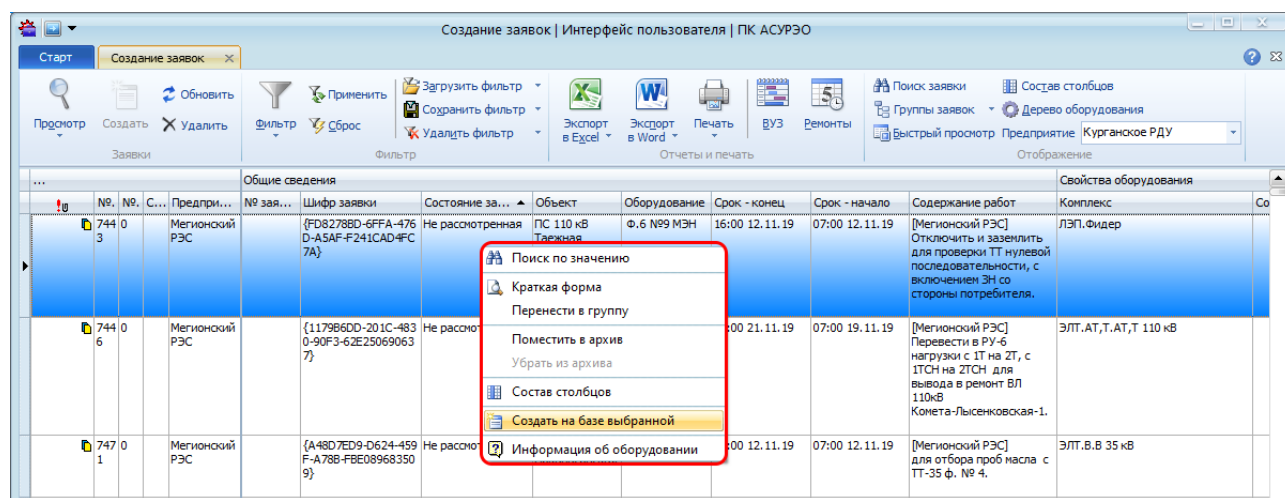 Создание заявок | Интерфейс пользователя | ПК АСУРЭО
Старт
Создание заявок
Просмотр
Создать
Обновить
Удалить
Заявки
Фильтр
Применить
Сброс
Загрузить фильтр
Сохранить фильтр
Удалить фильтр
Фильтр
Экспорт
в Excel
Экспорт
в Word
Печать
ВУЗ
Ремонты
Отчеты и печать
Поиск заявки
Состав столбцов
Группы заявок
Дерево оборудования
Быстрый просмотр
Предприятие
Курганское РДУ
Отображение
...
Общие сведения
Свойства оборудования
№.
№.
С...
Предпри...
№ зая...
Шифр заявки
Состояние за...
Объект
Оборудование
Срок - конец
Срок - начало
Содержание работ
Комплекс
Со
744
3
0
Мегионский
РЭС
{FD8278BD-6FFA-476
D-A5AF-F241CAD4FC
7A}
Не рассмотренная
ПС 110 кВ
Таежная
Ф.6 №9 МЭН
16:00 12.11.19
07:00 12.11.19
[Мегионский РЭС]
Отключить и заземлить
для проверки ТТ нулевой
последовательности, с
включением ЗН со
стороны потребителя.
ЛЭП.Фидер
Поиск по значению
Краткая форма
Перенести в группу
Поместить в архив
Убрать из архива
Состав столбцов
Создать на базе выбранной
Информация об оборудовании
744
6
0
Мегионский
РЭС
{1179B6DD-201C-483
0-90F3-62E25069063
7}
Не рассмот
:00 21.11.19
07:00 19.11.19
[Мегионский РЭС]
Перевести в РУ-6
нагрузки с 1Т на 2Т, с
1ТСН на 2ТСН для
вывода в ремонт ВЛ
110кВ
Комета-Лысенковская-1.
ЭЛТ.АТ,Т.АТ,Т 110 кВ
747
1
0
Мегионский
РЭС
{A48D7ED9-D624-459
F-A78B-FBE08968350
9}
Не рассмот
:00 12.11.19
07:00 12.11.19
[Мегионский РЭС]
для отбора проб масла с
ТТ-35 ф. № 4.
ЭЛТ.В.В 35 кВ